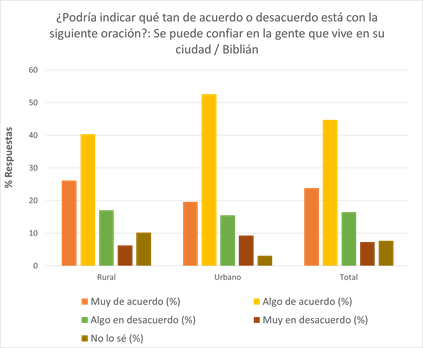 ¿Podría indicar qué tan de acuerdo o desacuerdo está con la
siguiente oración?: Se puede confiar en la gente que vive en su
ciudad / Biblián
60
50
40
30
20
10
0
% Respuestas
Rural
Urbano
Total
Muy de acuerdo (%)
Algo de acuerdo (%)
Algo en desacuerdo (%)
Muy en desacuerdo (%)
No lo sé (%)